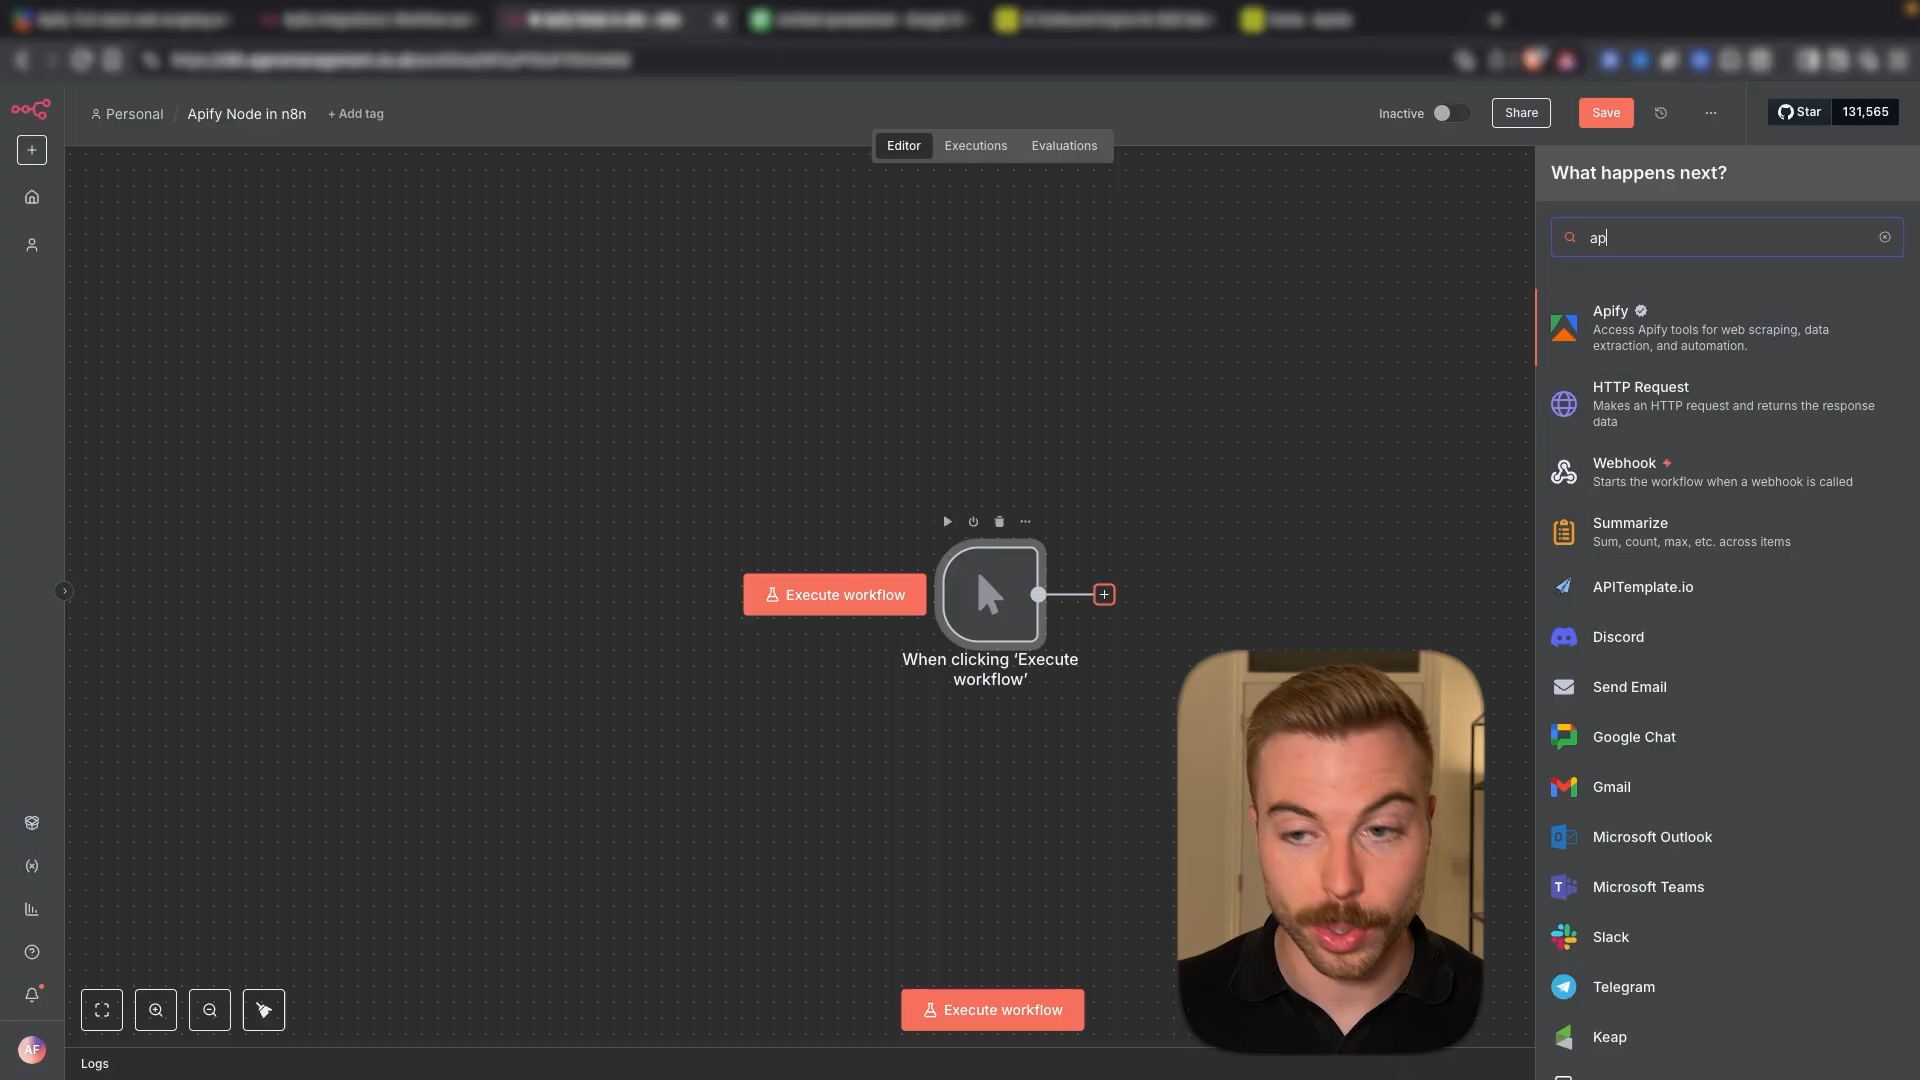 Personal / Apify Node in n8n + Add tag
Inactive Share Save ... Star 131,565
Editor Executions Evaluations
What happens next?
ap
Apify
Access Apify tools for web scraping, data
extraction, and automation.
HTTP Request
Makes an HTTP request and returns the response
data
Webhook
Starts the workflow when a webhook is called
Summarize
Sum, count, max, etc. across items
APITemplate.io
Discord
Send Email
Google Chat
Gmail
Microsoft Outlook
Microsoft Teams
Slack
Telegram
Keap
Execute workflow
When clicking ‘Execute
workflow’
Execute workflow
AF
Logs